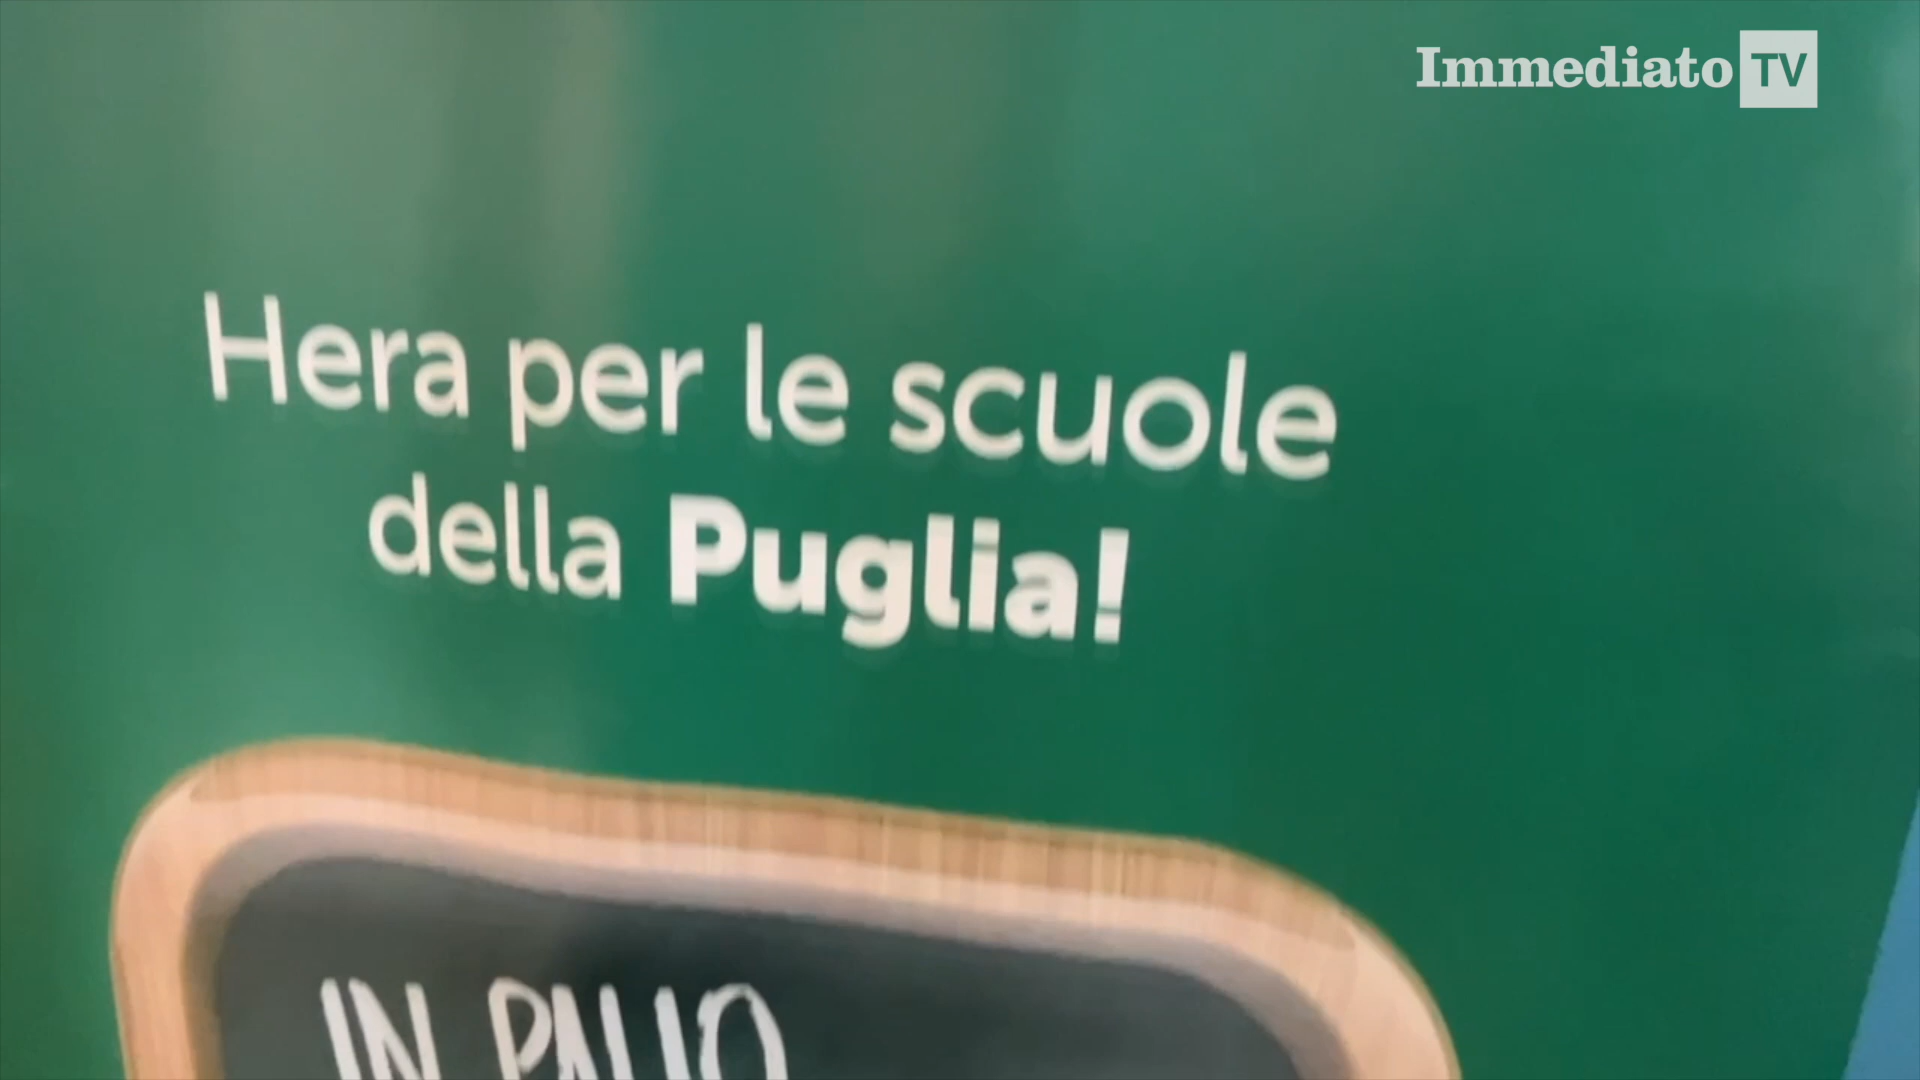 Immediato TV
Hera per le scuole
della Puglia!
IN PALIO